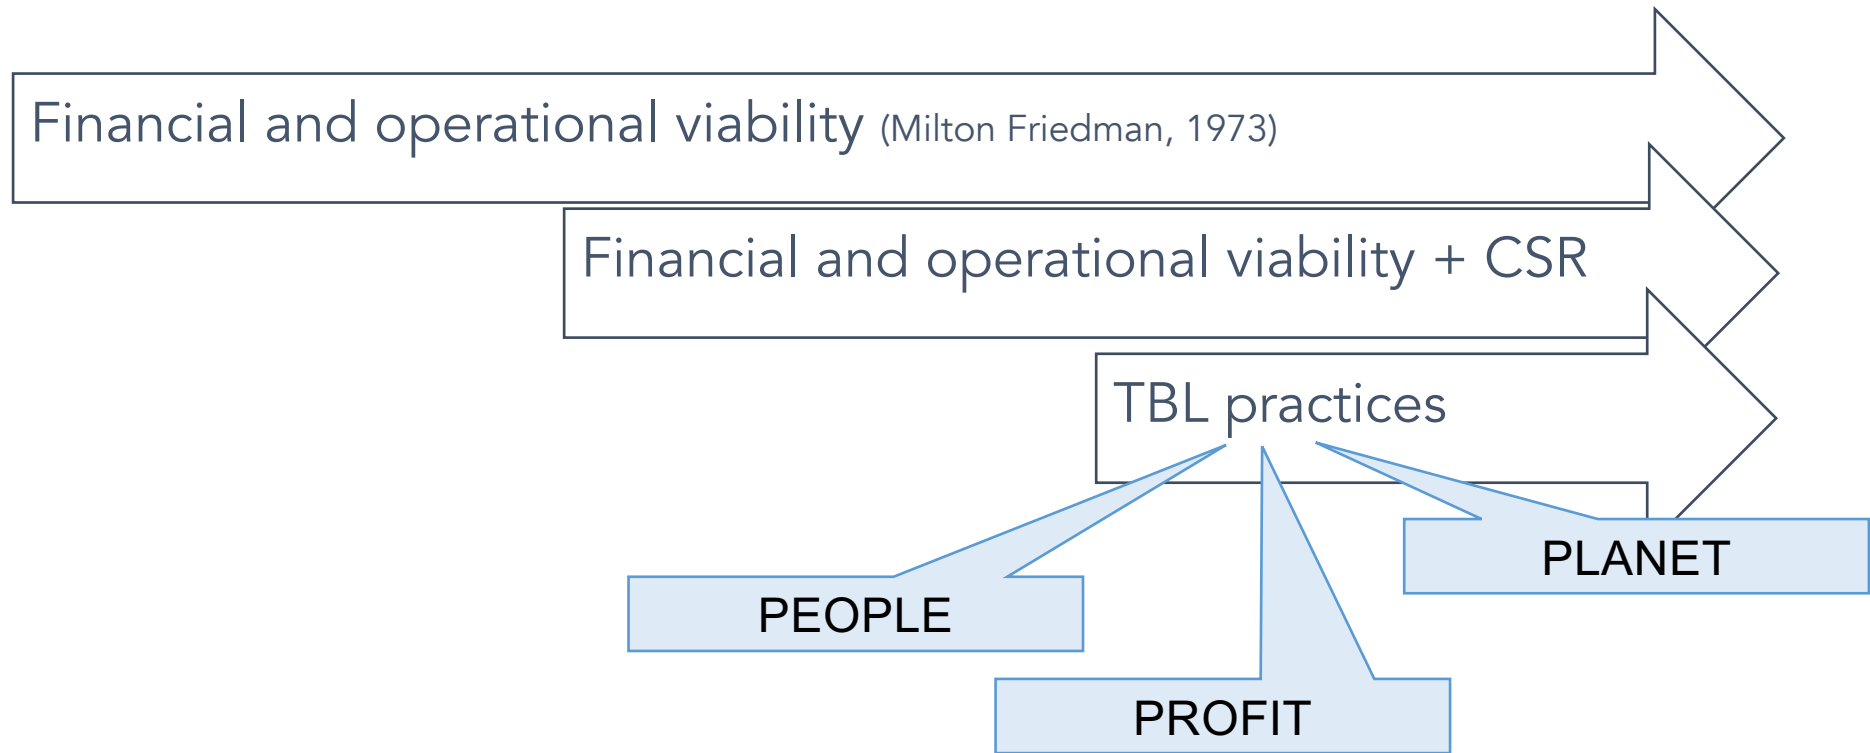 Financial and operational viability (Milton Friedman, 1973)
Financial and operational viability + CSR
TBL practices
PLANET
PEOPLE
PROFIT